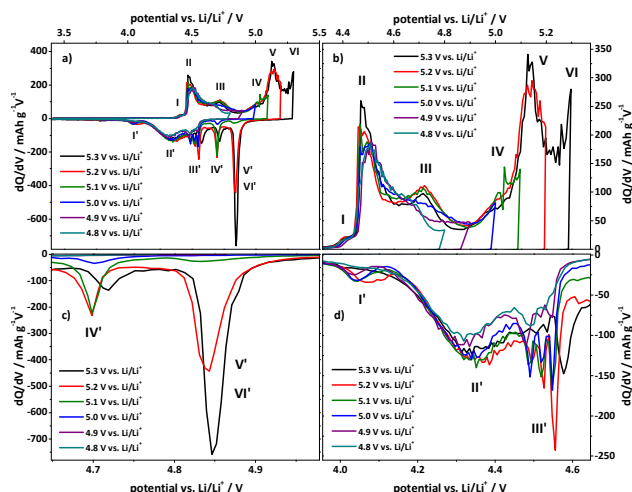 potential vs. Li/Li⁺ / V
potential vs. Li/Li⁺ / V
3.5 4.0 4.5 5.0
4.4 4.6 4.8 5.0 5.2
dQ/dV / mAh g⁻¹V⁻¹
400
200
0
-200
-400
-600
a)
I
II
III
IV
V
VI
I'
II'
III'
IV'
V'
VI'
5.3 V vs. Li/Li⁺
5.2 V vs. Li/Li⁺
5.1 V vs. Li/Li⁺
5.0 V vs. Li/Li⁺
4.9 V vs. Li/Li⁺
4.8 V vs. Li/Li⁺
b)
I
II
III
IV
V
VI
5.3 V vs. Li/Li⁺
5.2 V vs. Li/Li⁺
5.1 V vs. Li/Li⁺
5.0 V vs. Li/Li⁺
4.9 V vs. Li/Li⁺
4.8 V vs. Li/Li⁺
350
300
250
200
150
100
50
0
dQ/dV / mAh g⁻¹V⁻¹
dQ/dV / mAh g⁻¹V⁻¹
0
-100
-200
-300
-400
-500
-600
-700
c)
IV'
V'
VI'
5.3 V vs. Li/Li⁺
5.2 V vs. Li/Li⁺
5.1 V vs. Li/Li⁺
5.0 V vs. Li/Li⁺
4.9 V vs. Li/Li⁺
4.8 V vs. Li/Li⁺
d)
I'
II'
III'
5.3 V vs. Li/Li⁺
5.2 V vs. Li/Li⁺
5.1 V vs. Li/Li⁺
5.0 V vs. Li/Li⁺
4.9 V vs. Li/Li⁺
4.8 V vs. Li/Li⁺
0
-50
-100
-150
-200
-250
dQ/dV / mAh g⁻¹V⁻¹
4.7 4.8 4.9
4.0 4.2 4.4 4.6
potential vs. Li/Li⁺ / V
potential vs. Li/Li⁺ / V